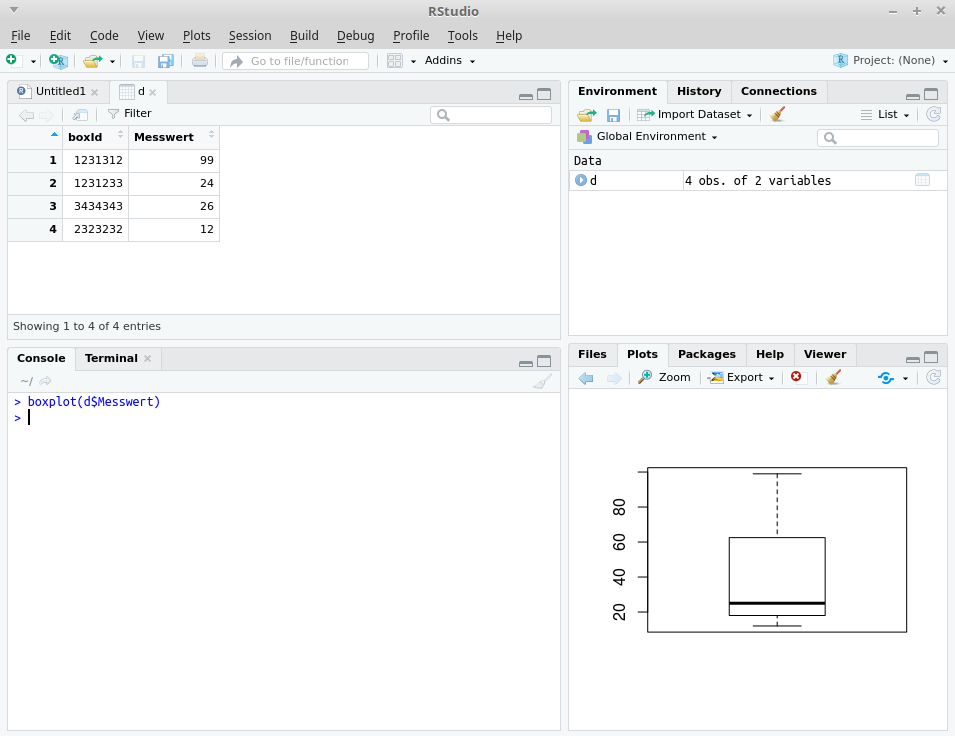 RStudio
File Edit Code View Plots Session Build Debug Profile Tools Help
Go to file/function Addins Project: (None)
Untitled1 d
Filter
boxId Messwert
1 1231312 99
2 1231233 24
3 3434343 26
4 2323232 12
Showing 1 to 4 of 4 entries
Console Terminal
~/
> boxplot(d$Messwert)
>
Environment History Connections
Import Dataset List
Global Environment
Data
d 4 obs. of 2 variables
Files Plots Packages Help Viewer
Zoom Export
80
60
40
20